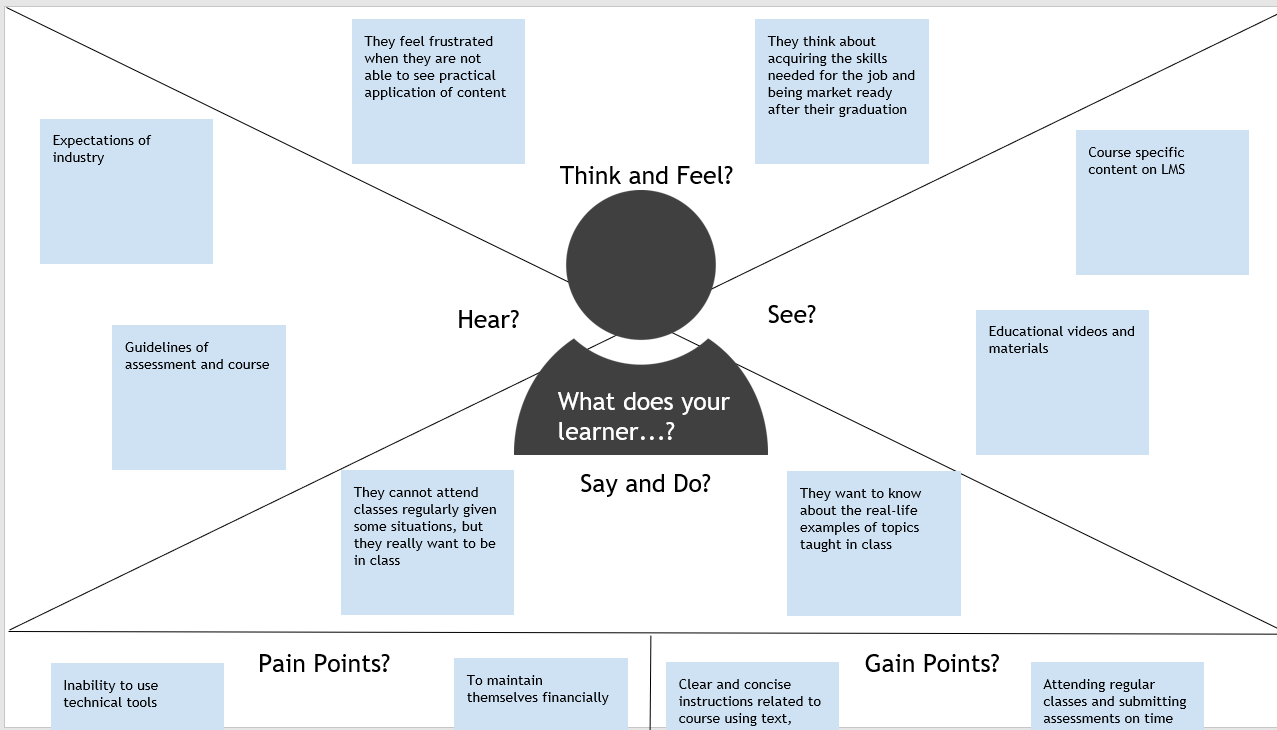 They feel frustrated
when they are not
able to see practical
application of content
They think about
acquiring the skills
needed for the job and
being market ready
after their graduation
Expectations of
industry
Course specific
content on LMS
Think and Feel?
Hear?
See?
Guidelines of
assessment and course
Educational videos and
materials
What does your
learner...?
Say and Do?
They cannot attend
classes regularly given
some situations, but
they really want to be
in class
They want to know
about the real-life
examples of topics
taught in class
Pain Points?
Inability to use
technical tools
To maintain
themselves financially
Gain Points?
Clear and concise
instructions related to
course using text,
Attending regular
classes and submitting
assessments on time